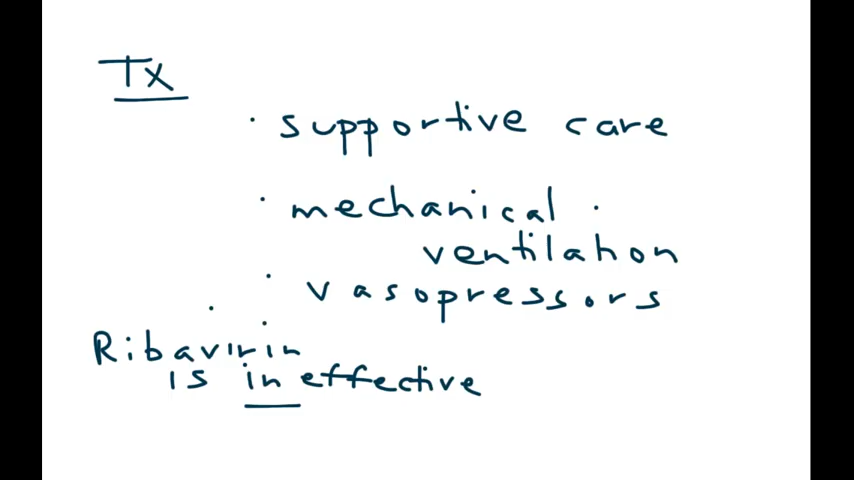 Tx
· supportive care
· mechanical
ventilation
· vasopressors
Ribavirin
is ineffective